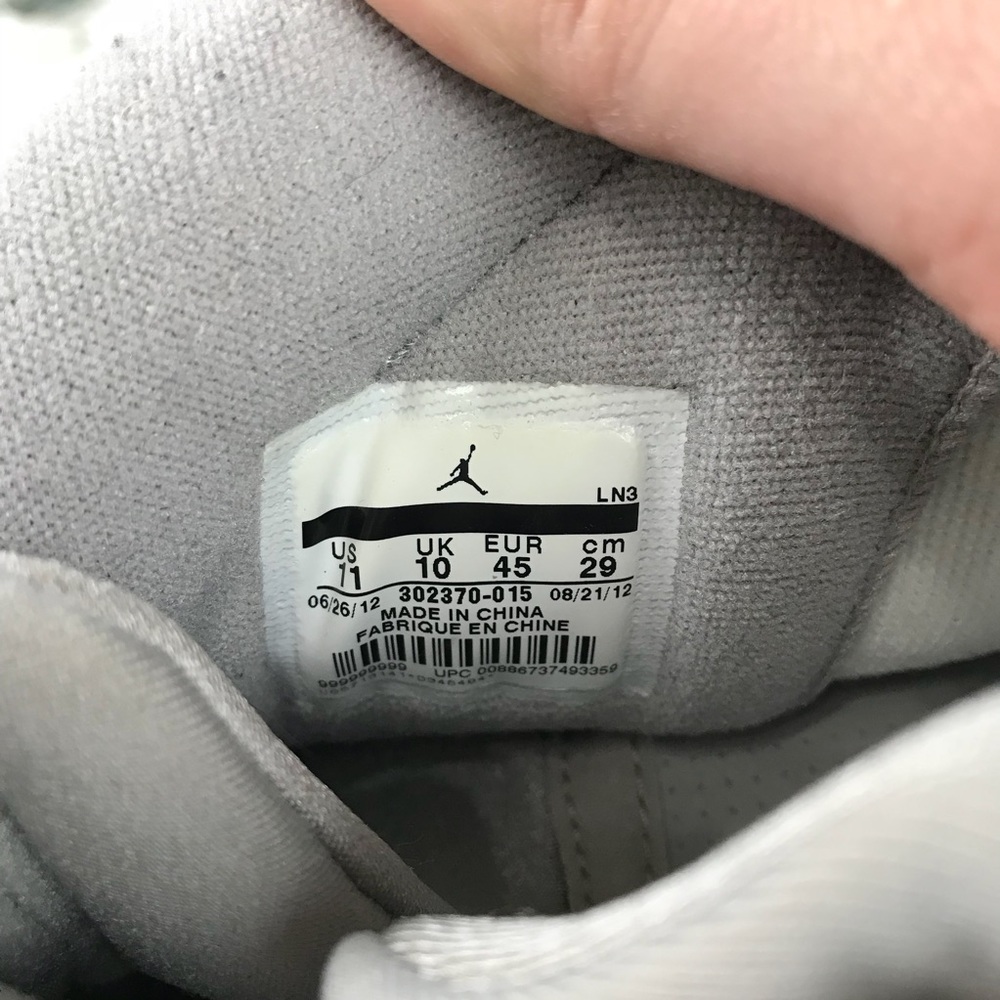 LN3
US UK EUR cm
11 10 45 29
06/26/12 302370-015 08/21/12
MADE IN CHINA
FABRIQUE EN CHINE
999999999 UPC 00886737493359